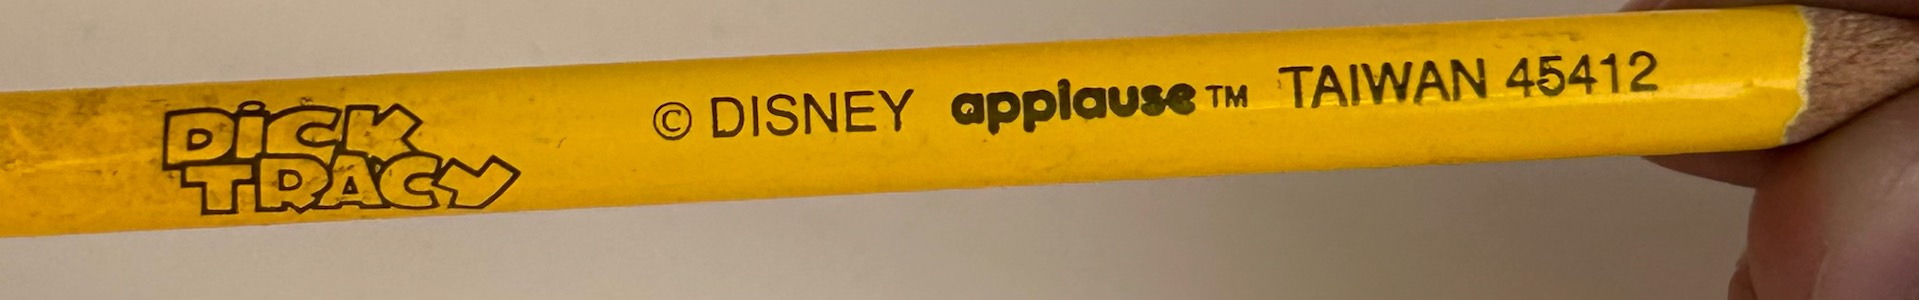 DiCK
TRACY
© DISNEY applause™ TAIWAN 45412